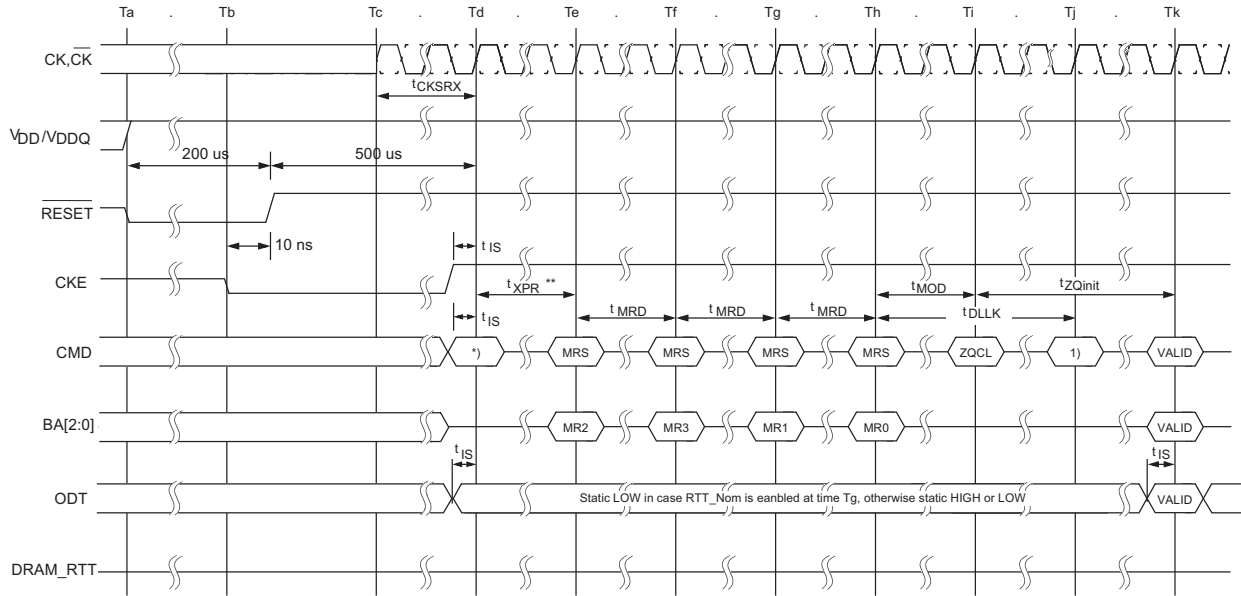 Ta . Tb Tc . Td . Te . Tf . Tg . Th . Ti . Tj . Tk
CK,CK
tCKSRX
VDD/VDDQ
200 us 500 us
RESET
10 ns
tIS
CKE
tXPR **
tMOD
tZQinit
tIS
tMRD tMRD tMRD
tDLLK
CMD *) MRS MRS MRS MRS ZQCL 1) VALID
BA[2:0] MR2 MR3 MR1 MR0 VALID
tIS tIS
ODT Static LOW in case RTT_Nom is eanbled at time Tg, otherwise static HIGH or LOW VALID
DRAM_RTT